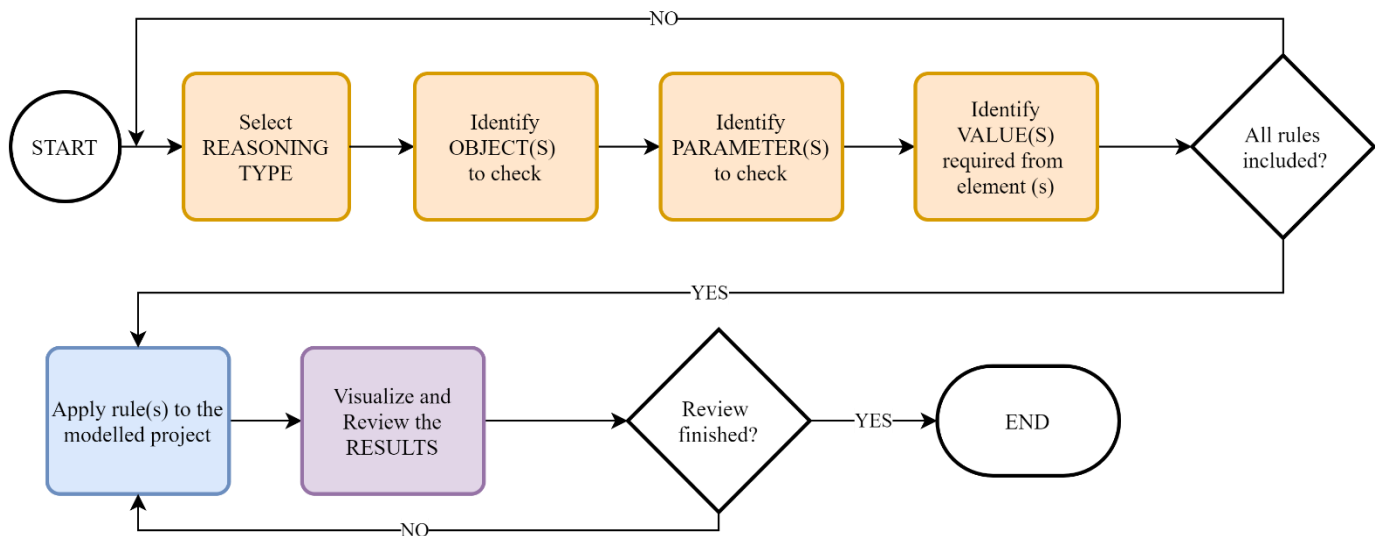 NO
START
Select
REASONING
TYPE
Identify
OBJECT(S)
to check
Identify
PARAMETER(S)
to check
Identify
VALUE(S)
required from
element (s)
All rules
included?
YES
Apply rule(s) to the
modelled project
Visualize and
Review the
RESULTS
Review
finished?
YES
END
NO